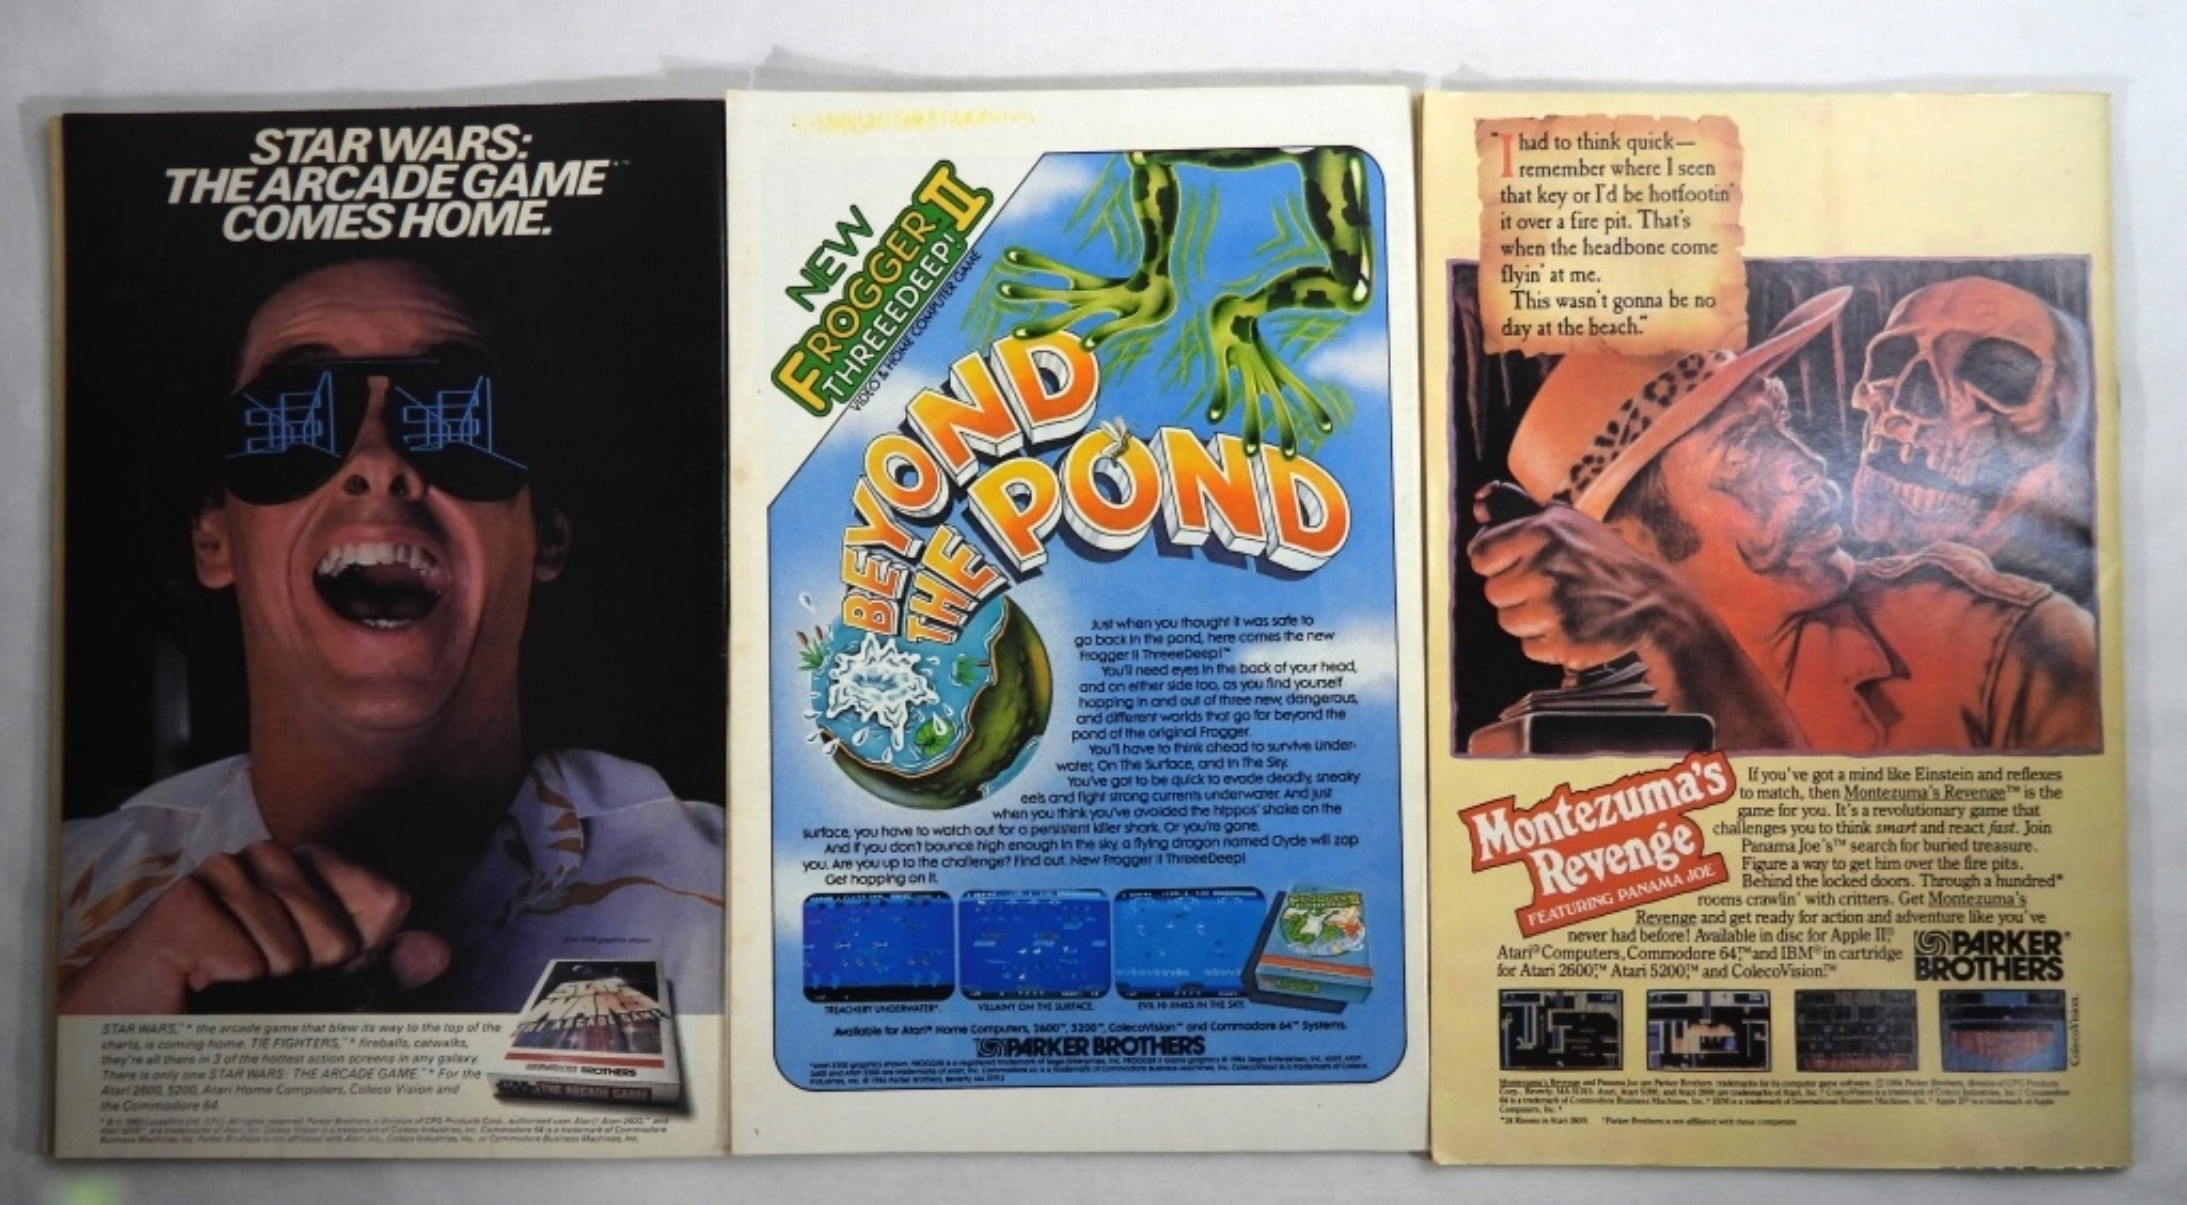 STAR WARS:
THE ARCADE GAME™
COMES HOME.
STAR WARS,™* the arcade game that blew its way to the top of the
charts, is coming home. TIE FIGHTERS,™* fireballs, catwalks,
they're all there in 3 of the hottest action screens in any galaxy.
There is only one STAR WARS: THE ARCADE GAME.™* For the
Atari 2600, 5200, Atari Home Computers, Coleco Vision and
the Commodore 64.
THE ARCADE GAME
NEW
FROGGER II
THREEEDEEP!
VIDEO & HOME COMPUTER GAME
BEYOND
THE POND
Just when you thought it was safe to
go back in the pond, here comes the new
Frogger II ThreeeDeep!™
You'll need eyes in the back of your head,
and on either side too, as you find yourself
hopping in and out of three new, dangerous,
and different worlds that go far beyond the
pond of the original Frogger.
You'll have to think ahead to survive Under-
water, On The Surface, and In The Sky.
You've got to be quick to evade deadly, sneaky
eels and fight strong currents underwater. And just
when you think you've avoided the hippos' shake on the
surface, you have to watch out for a persistent killer shark. Or you're gone.
And if you don't bounce high enough in the sky, a flying dragon named Clyde will zap
you. Are you up to the challenge? Find out. New Frogger II ThreeeDeep!
Get hopping on it.
TREACHERY UNDERWATER*.
VILLAINY ON THE SURFACE.
EVIL HI-JINKS IN THE SKY.
Available for Atari® Home Computers, 2600™, 5200™, ColecoVision™ and Commodore 64™ Systems.
PARKER BROTHERS
"I had to think quick—
remember where I seen
that key or I'd be hotfootin'
it over a fire pit. That's
when the headbone come
flyin' at me.
This wasn't gonna be no
day at the beach."
Montezuma's
Revenge
FEATURING PANAMA JOE
If you've got a mind like Einstein and reflexes
to match, then Montezuma's Revenge™ is the
game for you. It's a revolutionary game that
challenges you to think smart and react fast. Join
Panama Joe's™ search for buried treasure.
Figure a way to get him over the fire pits.
Behind the locked doors. Through a hundred*
rooms crawlin' with critters. Get Montezuma's
Revenge and get ready for action and adventure like you've
never had before! Available in disc for Apple II,®
Atari® Computers, Commodore 64,™ and IBM® in cartridge
for Atari 2600,™ Atari 5200,™ and ColecoVision.™
PARKER
BROTHERS®
ColecoVision.